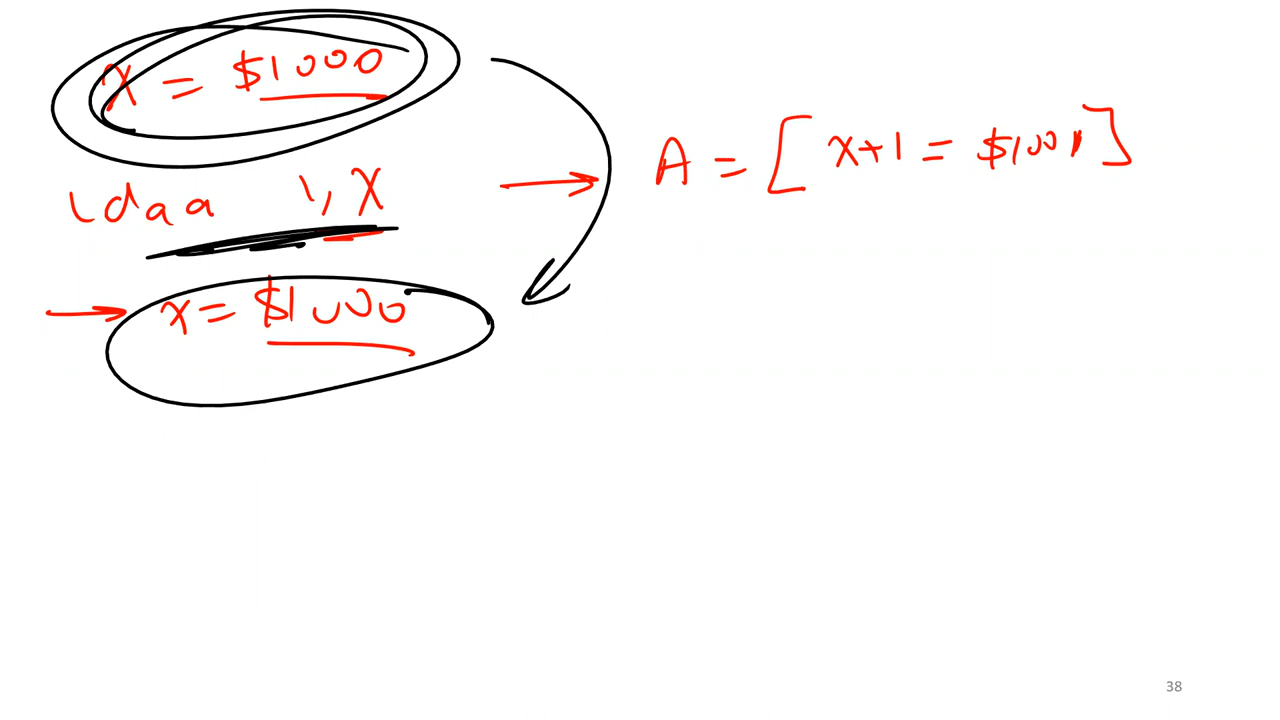 x = $1000
ldaa 1, X
A = [ x+1 = $1001 ]
x = $1000
38